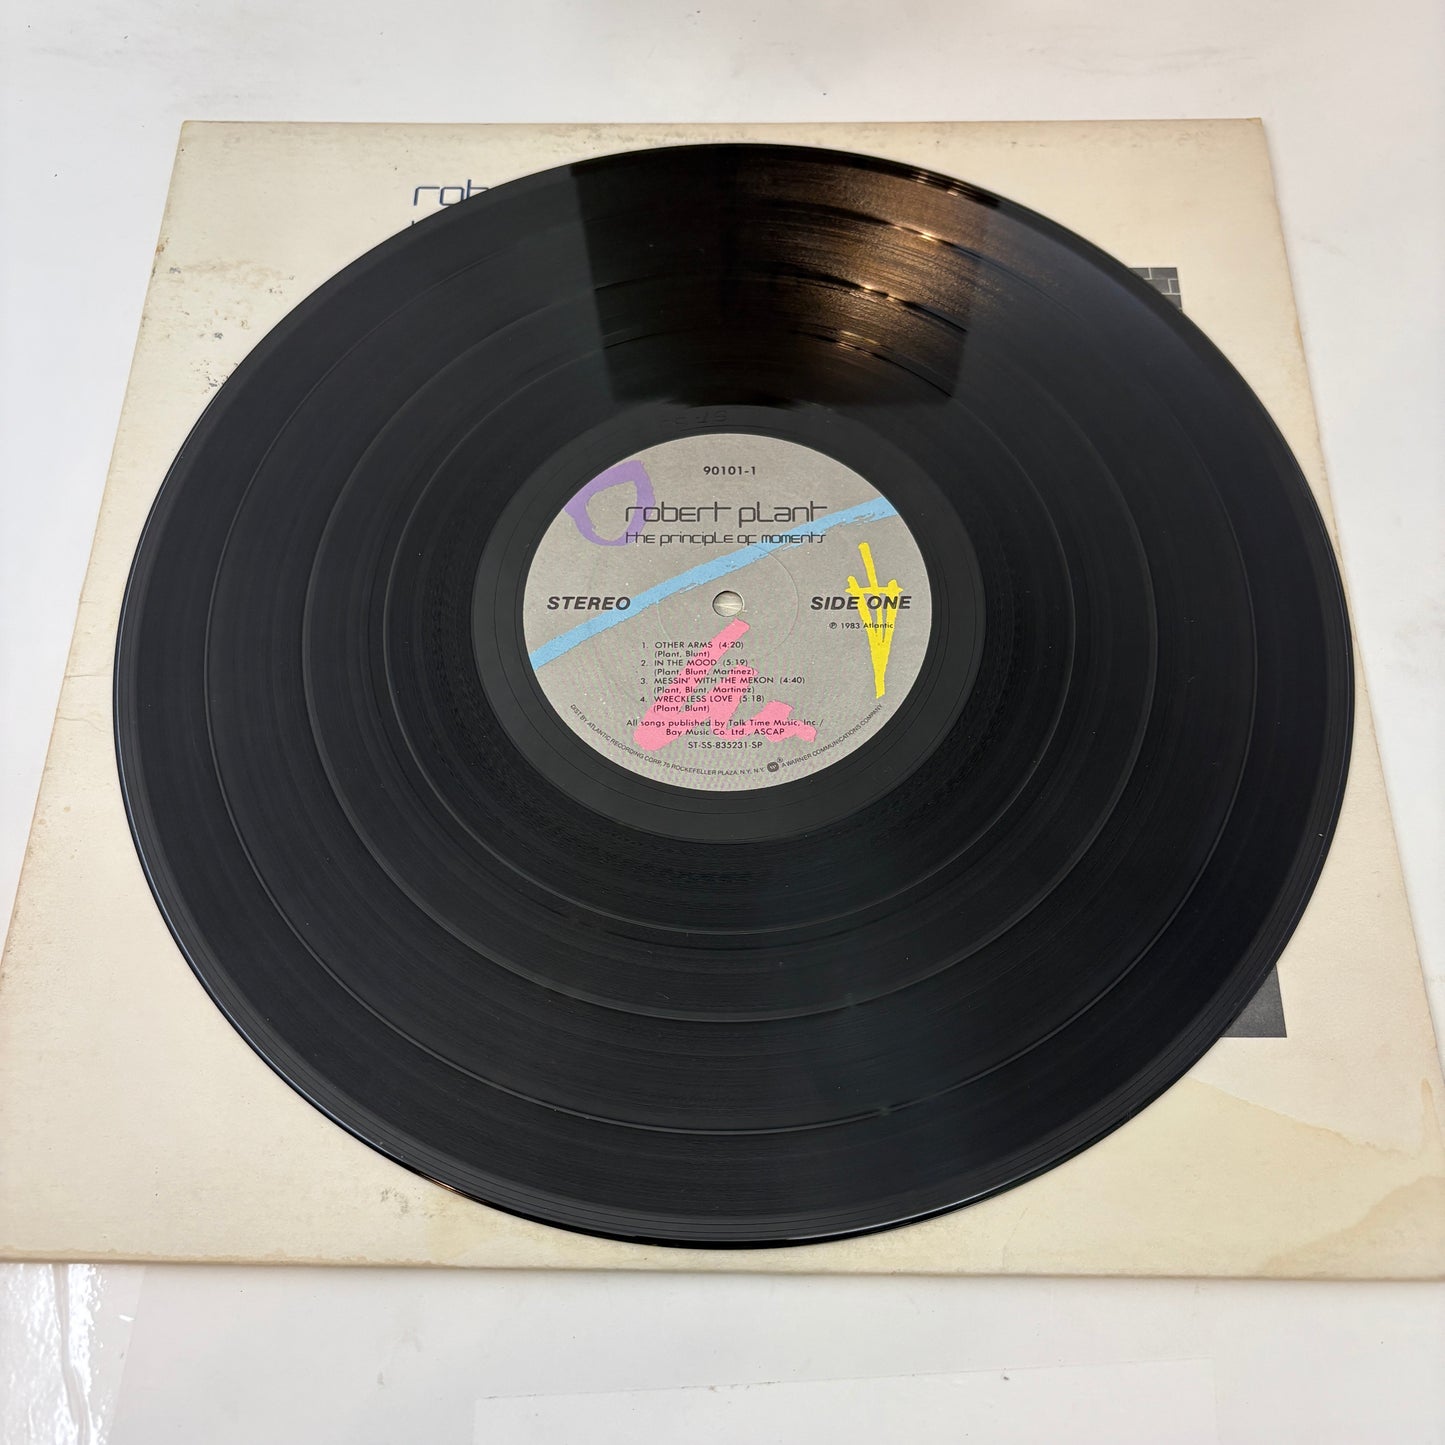 rob
90101-1
robert plant
the principle of moments
STEREO
SIDE ONE
℗ 1983 Atlantic
1. OTHER ARMS (4:20)
(Plant, Blunt)
2. IN THE MOOD (5:19)
(Plant, Blunt, Martinez)
3. MESSIN' WITH THE MEKON (4:40)
(Plant, Blunt, Martinez)
4. WRECKLESS LOVE (5:18)
(Plant, Blunt)
All songs published by Talk Time Music, Inc./
Bay Music Co. Ltd., ASCAP
ST-SS-835231-SP
DIST BY ATLANTIC RECORDING CORP, 75 ROCKEFELLER PLAZA, N.Y. N.Y. ® A WARNER COMMUNICATIONS COMPANY